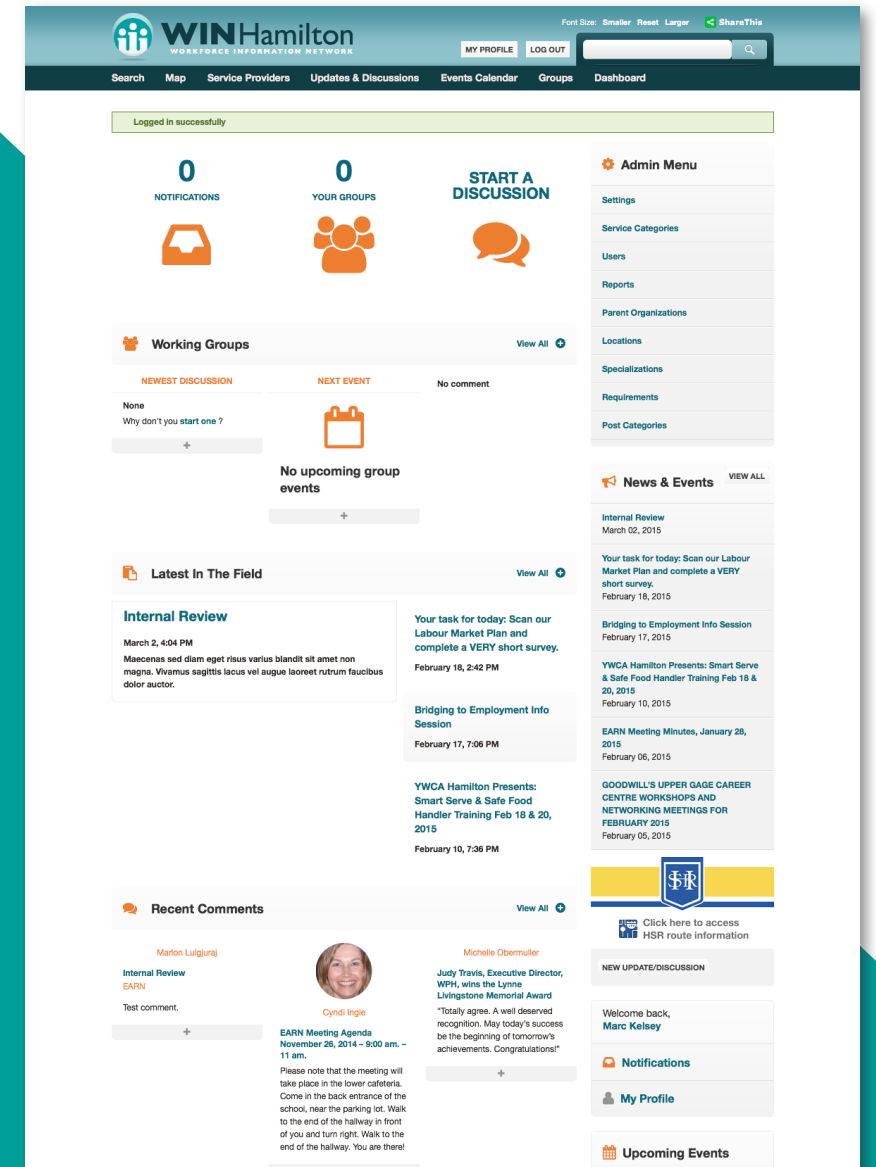 Font Size: Smaller Reset Larger ShareThis
WINHamilton
WORKFORCE INFORMATION NETWORK
MY PROFILE LOG OUT
Search Map Service Providers Updates & Discussions Events Calendar Groups Dashboard
Logged in successfully
0
NOTIFICATIONS
0
YOUR GROUPS
START A
DISCUSSION
Working Groups
View All
NEWEST DISCUSSION
None
Why don't you start one ?
+
NEXT EVENT
No upcoming group
events
+
No comment
Latest In The Field
View All
Internal Review
March 2, 4:04 PM
Maecenas sed diam eget risus varius blandit sit amet non
magna. Vivamus sagittis lacus vel augue laoreet rutrum faucibus
dolor auctor.
Your task for today: Scan our
Labour Market Plan and
complete a VERY short survey.
February 18, 2:42 PM
Bridging to Employment Info
Session
February 17, 7:06 PM
YWCA Hamilton Presents:
Smart Serve & Safe Food
Handler Training Feb 18 & 20,
2015
February 10, 7:36 PM
Recent Comments
View All
Marlon Luigjuraj
Internal Review
EARN
Test comment.
+
Cyndi Ingle
EARN Meeting Agenda
November 26, 2014 – 9:00 am. –
11 am.
Please note that the meeting will
take place in the lower cafeteria.
Come in the back entrance of the
school, near the parking lot. Walk
to the end of the hallway in front
of you and turn right. Walk to the
end of the hallway. You are there!
Michelle Obermuller
Judy Travis, Executive Director,
WPH, wins the Lynne
Livingstone Memorial Award
"Totally agree. A well deserved
recognition. May today's success
be the beginning of tomorrow's
achievements. Congratulations!"
+
Admin Menu
Settings
Service Categories
Users
Reports
Parent Organizations
Locations
Specializations
Requirements
Post Categories
News & Events
VIEW ALL
Internal Review
March 02, 2015
Your task for today: Scan our Labour
Market Plan and complete a VERY
short survey.
February 18, 2015
Bridging to Employment Info Session
February 17, 2015
YWCA Hamilton Presents: Smart Serve
& Safe Food Handler Training Feb 18 &
20, 2015
February 10, 2015
EARN Meeting Minutes, January 28,
2015
February 06, 2015
GOODWILL'S UPPER GAGE CAREER
CENTRE WORKSHOPS AND
NETWORKING MEETINGS FOR
FEBRUARY 2015
February 05, 2015
HSR
Click here to access
HSR route information
NEW UPDATE/DISCUSSION
Welcome back,
Marc Kelsey
Notifications
My Profile
Upcoming Events